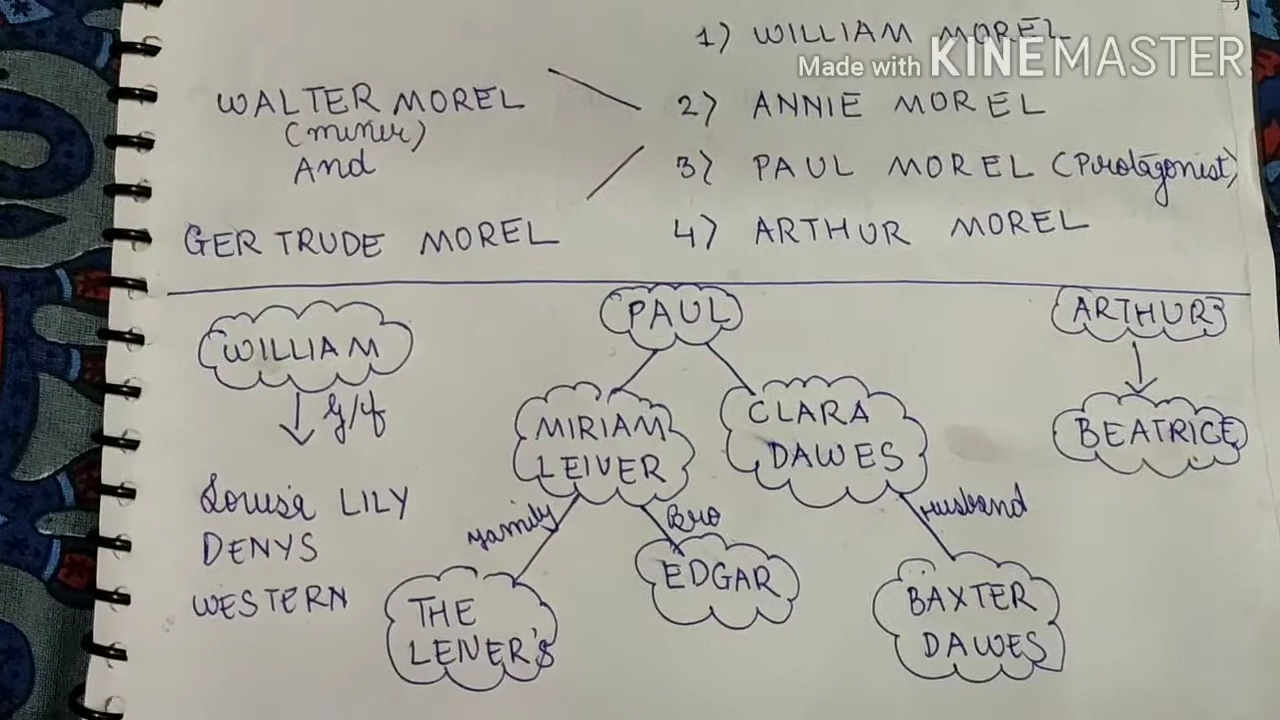 1) WILLIAM MOREL
Made with KINEMASTER
WALTER MOREL
(miner)
And
GERTRUDE MOREL
2) ANNIE MOREL
3) PAUL MOREL (Protagonist)
4) ARTHUR MOREL
WILLIAM
g/f
Louisa LILY
DENYS
WESTERN
PAUL
MIRIAM
LEIVER
CLARA
DAWES
family
Bro
Husband
THE
LEIVER'S
EDGAR
BAXTER
DAWES
ARTHUR
BEATRICE